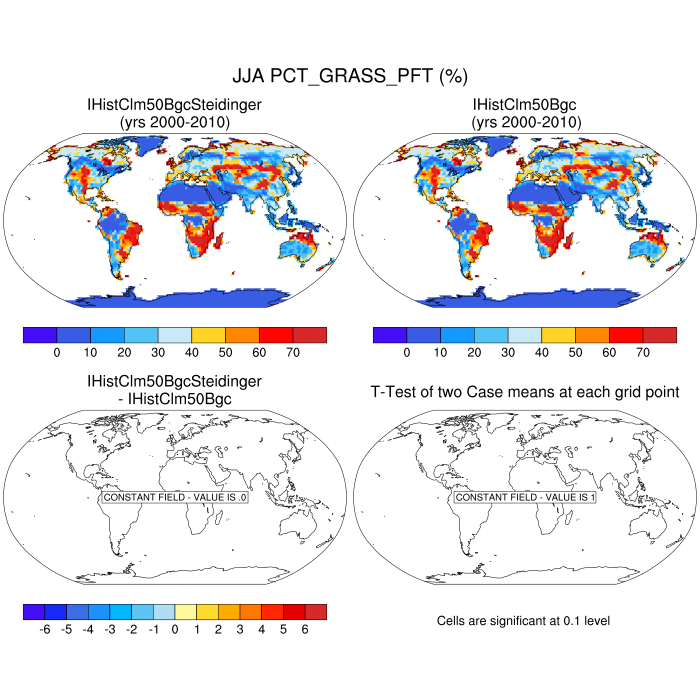 JJA PCT_GRASS_PFT (%)
IHistClm50BgcSteidinger
(yrs 2000-2010)
IHistClm50Bgc
(yrs 2000-2010)
0 10 20 30 40 50 60 70
0 10 20 30 40 50 60 70
IHistClm50BgcSteidinger
- IHistClm50Bgc
T-Test of two Case means at each grid point
CONSTANT FIELD - VALUE IS .0
CONSTANT FIELD - VALUE IS 1
-6 -5 -4 -3 -2 -1 0 1 2 3 4 5 6
Cells are significant at 0.1 level